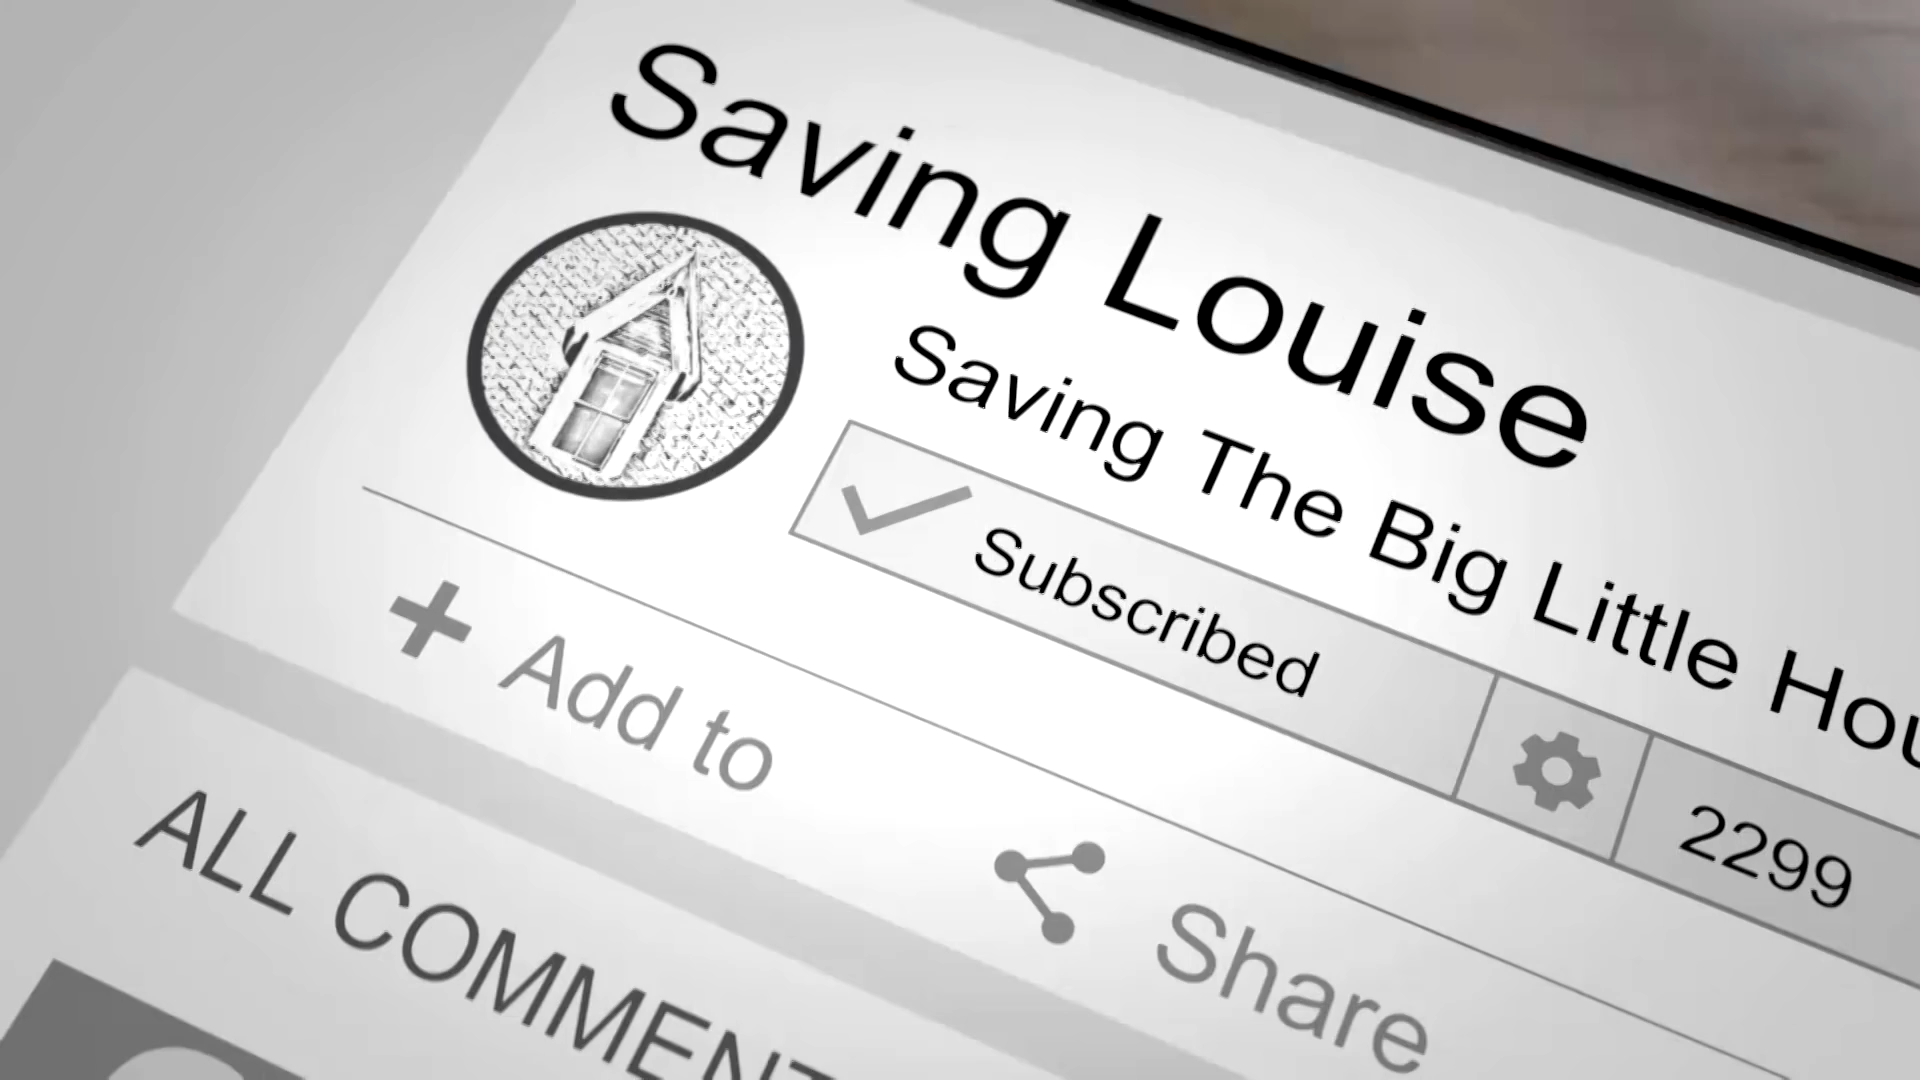 Saving Louise
Saving The Big Little Hou
Subscribed
2299
Add to
Share
ALL COMMENT